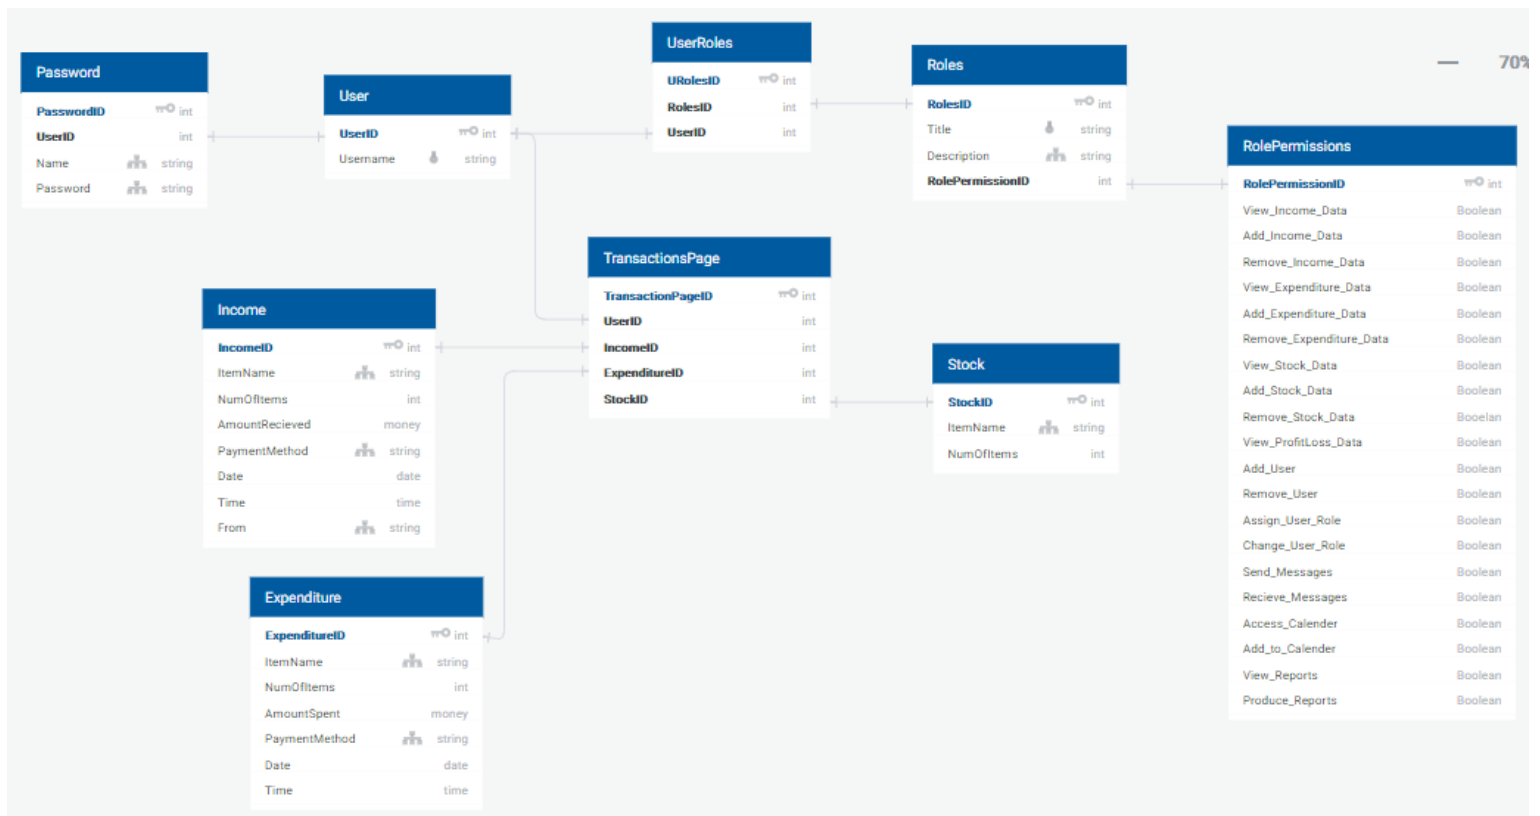 Password
PasswordID int
UserID int
Name string
Password string
User
UserID int
Username string
UserRoles
URolesID int
RolesID int
UserID int
Roles
RolesID int
Title string
Description string
RolePermissionID int
70%
RolePermissions
RolePermissionID int
View_Income_Data Boolean
Add_Income_Data Boolean
Remove_Income_Data Boolean
View_Expenditure_Data Boolean
Add_Expenditure_Data Boolean
Remove_Expenditure_Data Boolean
View_Stock_Data Boolean
Add_Stock_Data Boolean
Remove_Stock_Data Booelan
View_ProfitLoss_Data Boolean
Add_User Boolean
Remove_User Boolean
Assign_User_Role Boolean
Change_User_Role Boolean
Send_Messages Boolean
Recieve_Messages Boolean
Access_Calender Boolean
Add_to_Calender Boolean
View_Reports Boolean
Produce_Reports Boolean
TransactionsPage
TransactionPageID int
UserID int
IncomeID int
ExpenditureID int
StockID int
Income
IncomeID int
ItemName string
NumOfItems int
AmountRecieved money
PaymentMethod string
Date date
Time time
From string
Stock
StockID int
ItemName string
NumOfItems int
Expenditure
ExpenditureID int
ItemName string
NumOfItems int
AmountSpent money
PaymentMethod string
Date date
Time time